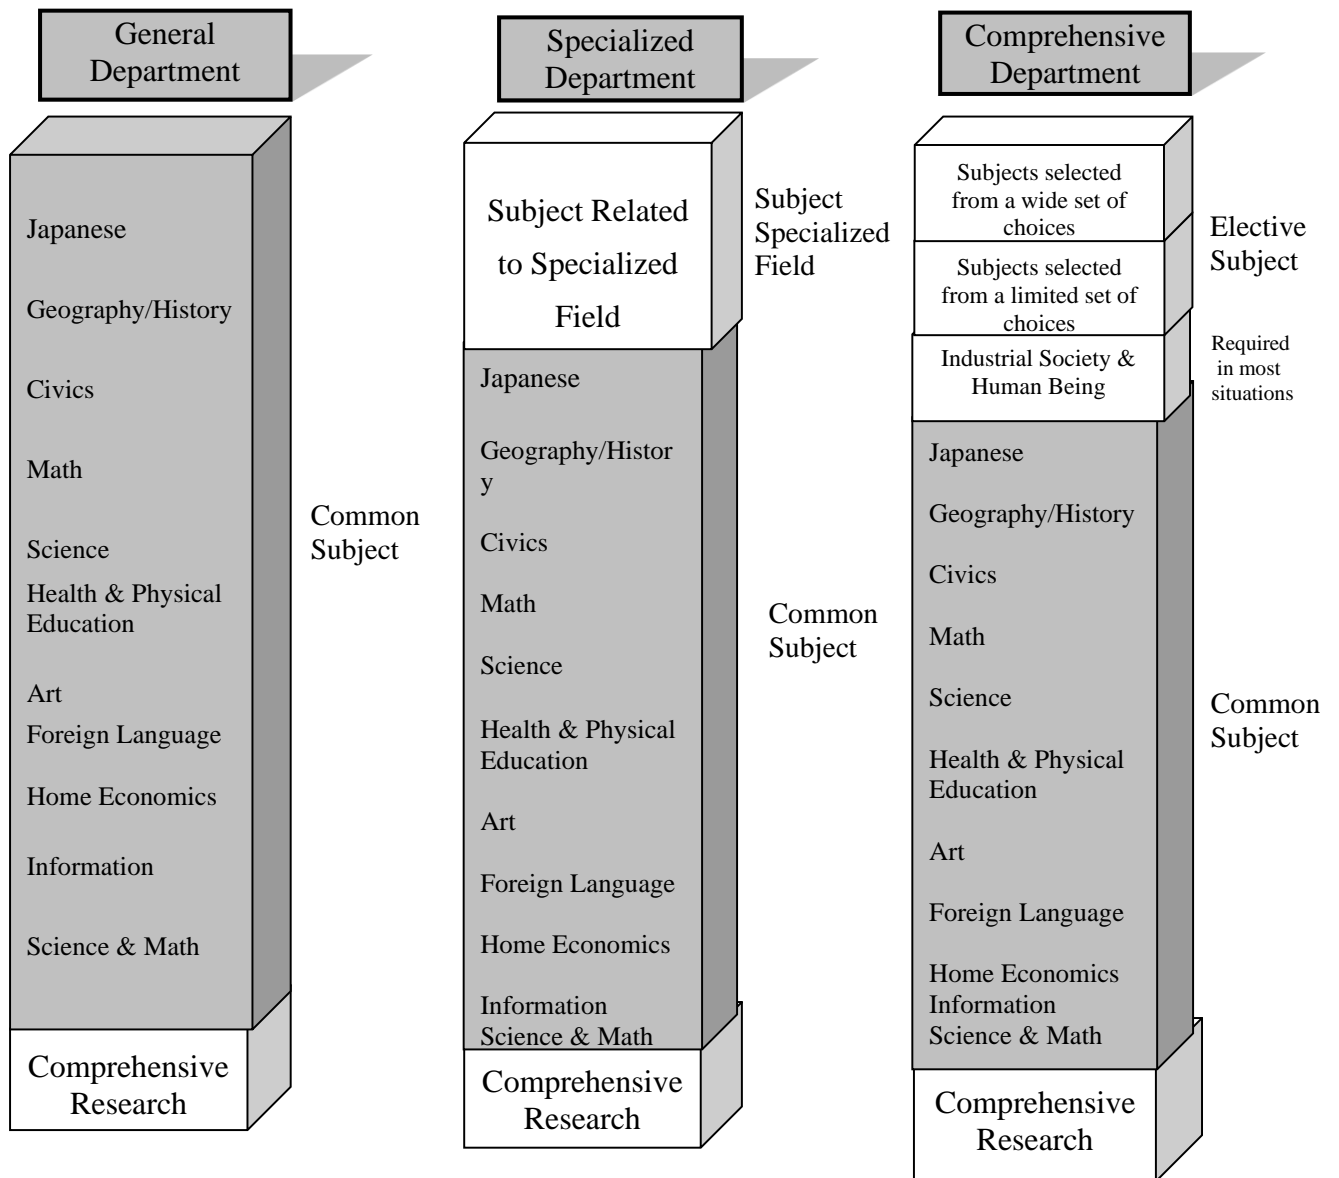 General
Department
Japanese
Geography/History
Civics
Math
Science
Health & Physical
Education
Art
Foreign Language
Home Economics
Information
Science & Math
Comprehensive
Research
Common
Subject
Specialized
Department
Subject Related
to Specialized
Field
Subject
Specialized
Field
Japanese
Geography/Histor
y
Civics
Math
Science
Health & Physical
Education
Art
Foreign Language
Home Economics
Information
Science & Math
Comprehensive
Research
Common
Subject
Comprehensive
Department
Subjects selected
from a wide set of
choices
Subjects selected
from a limited set of
choices
Elective
Subject
Industrial Society &
Human Being
Required
in most
situations
Japanese
Geography/History
Civics
Math
Science
Health & Physical
Education
Art
Foreign Language
Home Economics
Information
Science & Math
Comprehensive
Research
Common
Subject